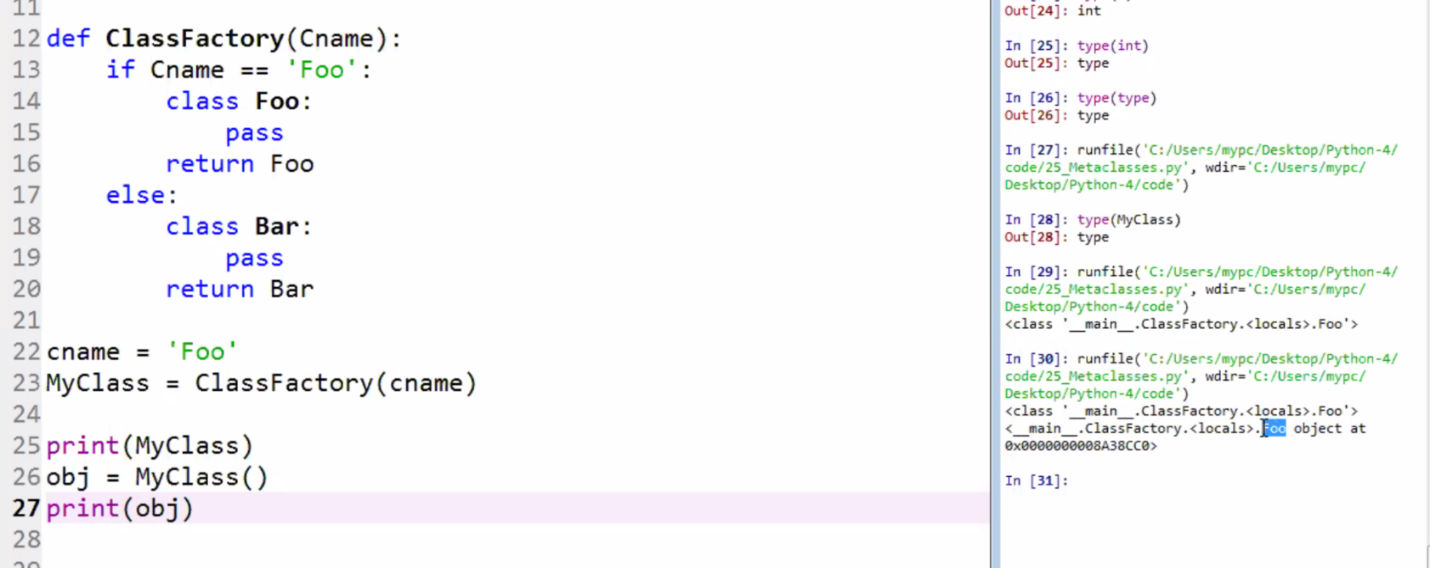 11
12 def ClassFactory(Cname):
13     if Cname == 'Foo':
14         class Foo:
15             pass
16         return Foo
17     else:
18         class Bar:
19             pass
20         return Bar
21
22 cname = 'Foo'
23 MyClass = ClassFactory(cname)
24
25 print(MyClass)
26 obj = MyClass()
27 print(obj)
28
Out[24]: int
In [25]: type(int)
Out[25]: type
In [26]: type(type)
Out[26]: type
In [27]: runfile('C:/Users/mypc/Desktop/Python-4/
code/25_Metaclasses.py', wdir='C:/Users/mypc/
Desktop/Python-4/code')
In [28]: type(MyClass)
Out[28]: type
In [29]: runfile('C:/Users/mypc/Desktop/Python-4/
code/25_Metaclasses.py', wdir='C:/Users/mypc/
Desktop/Python-4/code')
<class '__main__.ClassFactory.<locals>.Foo'>
In [30]: runfile('C:/Users/mypc/Desktop/Python-4/
code/25_Metaclasses.py', wdir='C:/Users/mypc/
Desktop/Python-4/code')
<class '__main__.ClassFactory.<locals>.Foo'>
<__main__.ClassFactory.<locals>.Foo object at
0x0000000008A38CC0>
In [31]: